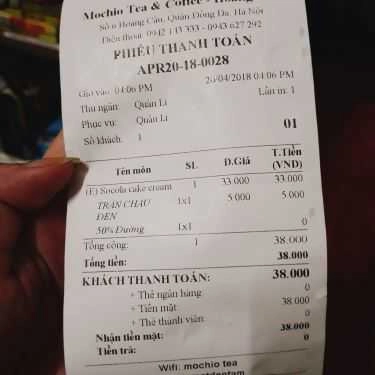 Mochio Tea & Coffee - Hoàng
Số 6 Hoàng Cầu, Quận Đống Đa, Hà Nội
Điện thoai: 0942 143 333 - 0943 627 292
PHIẾU THANH TOÁN
APR20-18-0028
Giờ vào: 04:06 PM 20/04/2018 04:06 PM
Thu ngân: Quản Lí Lần in: 1
Phục vụ: Quản Lí
Số khách: 1 01
Tên món SL Đ.Giá T.Tiền (VND)
(E) Socola cake cream 1 33.000 33.000
TRÂN CHÂU ĐEN 1x1 5.000 5.000
50% Đường 1x1 0
Tổng cộng: 1 38.000
Tổng tiền: 38.000
KHÁCH THANH TOÁN: 38.000
+ Thẻ ngân hàng 0
+ Tiền mặt 38.000
+ Thẻ thành viên: 0
Nhận tiền mặt: 38.000
Tiền trả: 0
Wifi: mochio tea